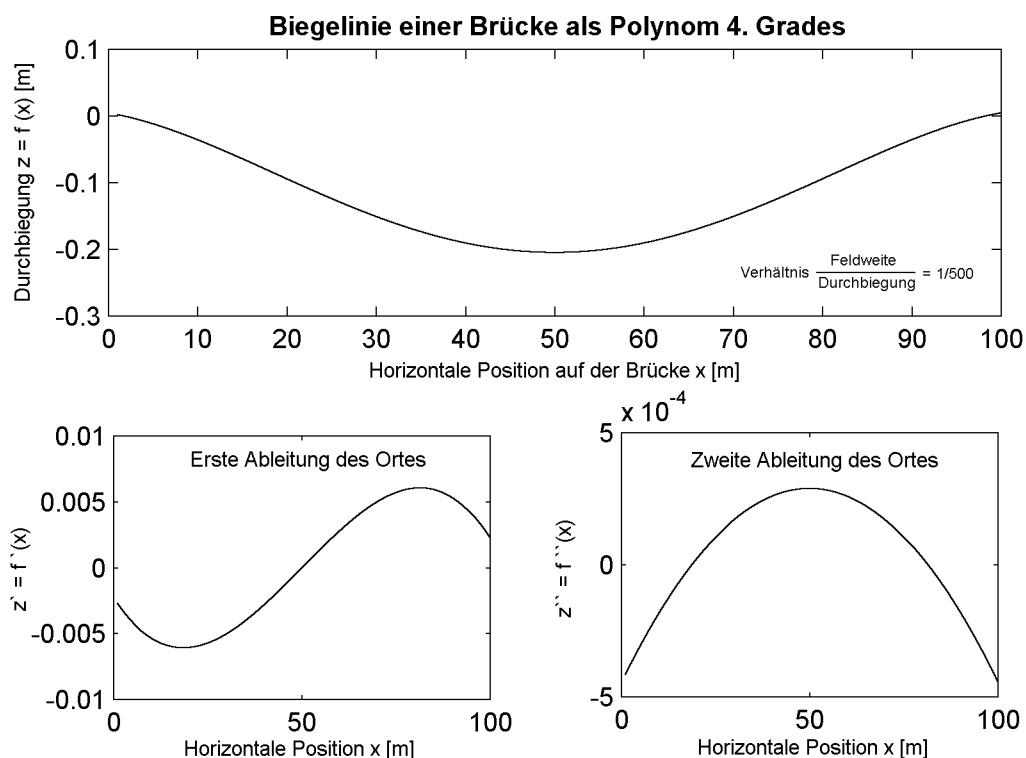 Biegelinie einer Brücke als Polynom 4. Grades
0.1
0
-0.1
-0.2
-0.3
Durchbiegung z = f (x) [m]
Verhältnis Feldweite / Durchbiegung = 1/500
0 10 20 30 40 50 60 70 80 90 100
Horizontale Position auf der Brücke x [m]
0.01
0.005
0
-0.005
-0.01
z` = f `(x)
Erste Ableitung des Ortes
0 50 100
Horizontale Position x [m]
x 10^-4
5
0
-5
z`` = f ``(x)
Zweite Ableitung des Ortes
0 50 100
Horizontale Position x [m]